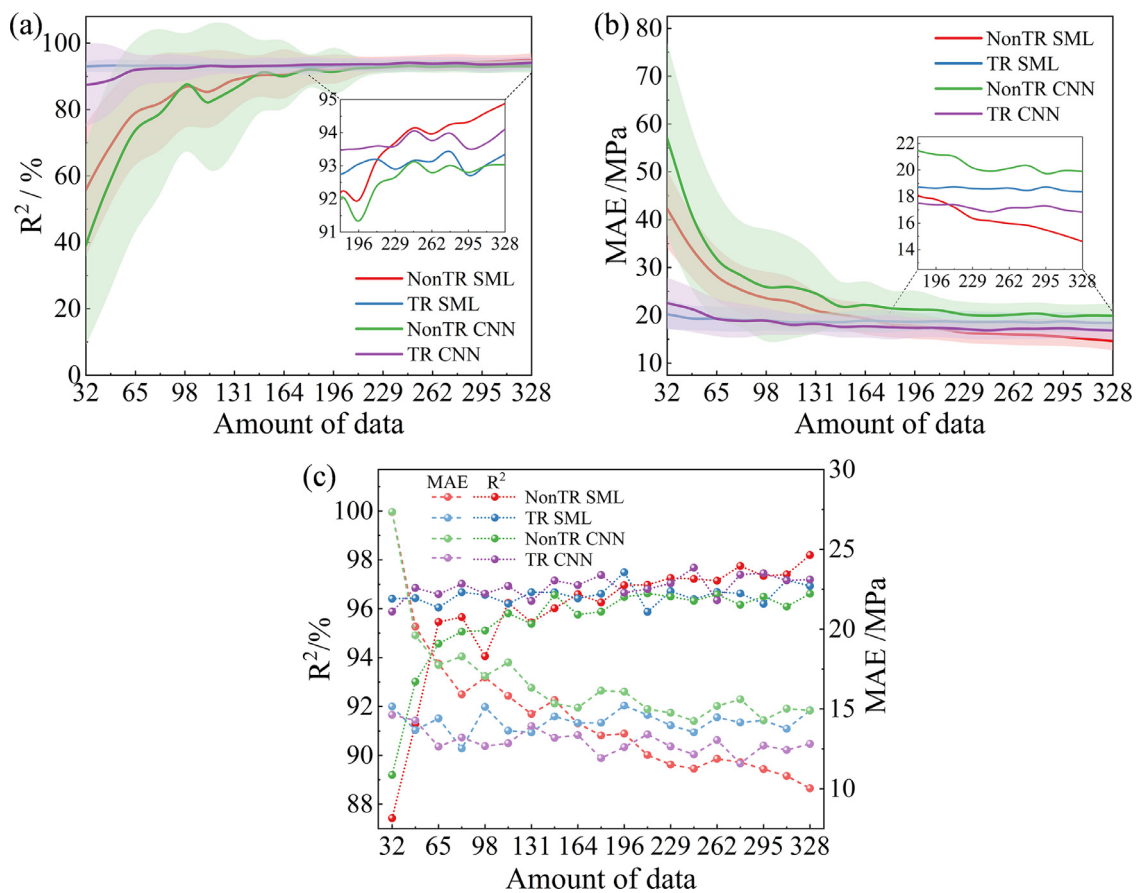 (a)
R2 / %
100
80
60
40
20
0
32 65 98 131 164 196 229 262 295 328
Amount of data
95
94
93
92
91
196 229 262 295 328
NonTR SML
TR SML
NonTR CNN
TR CNN
(b)
MAE /MPa
80
70
60
50
40
30
20
10
32 65 98 131 164 196 229 262 295 328
Amount of data
NonTR SML
TR SML
NonTR CNN
TR CNN
22
20
18
16
14
196 229 262 295 328
(c)
R2/%
100
98
96
94
92
90
88
MAE R2
NonTR SML
TR SML
NonTR CNN
TR CNN
30
25
20
15
10
MAE /MPa
32 65 98 131 164 196 229 262 295 328
Amount of data